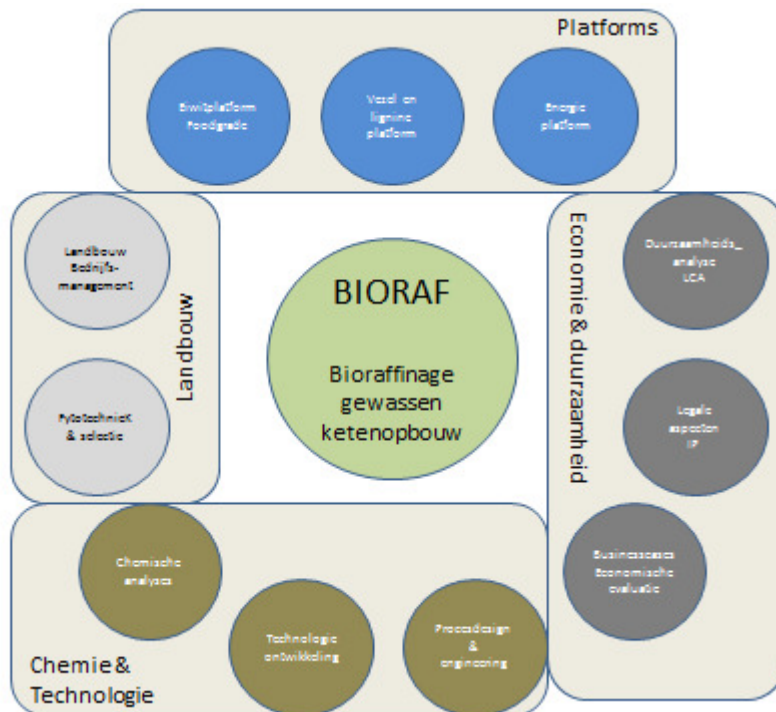 Platforms
Eiwitplatform
Foodgrade
Vezel en
lignine
platform
Energie
platform
Landbouw
Bedrijfs-
management
Fytotechniek
& selectie
Landbouw
BIORAF
Bioraffinage
gewassen
ketenopbouw
Economie & duurzaamheid
Duurzaamheids_
analyse
LCA
Legale
aspecten
IP
Businesscases
Economische
evaluatie
Chemische
analyses
Technologie
ontwikkeling
Procesdesign
&
engineering
Chemie &
Technologie